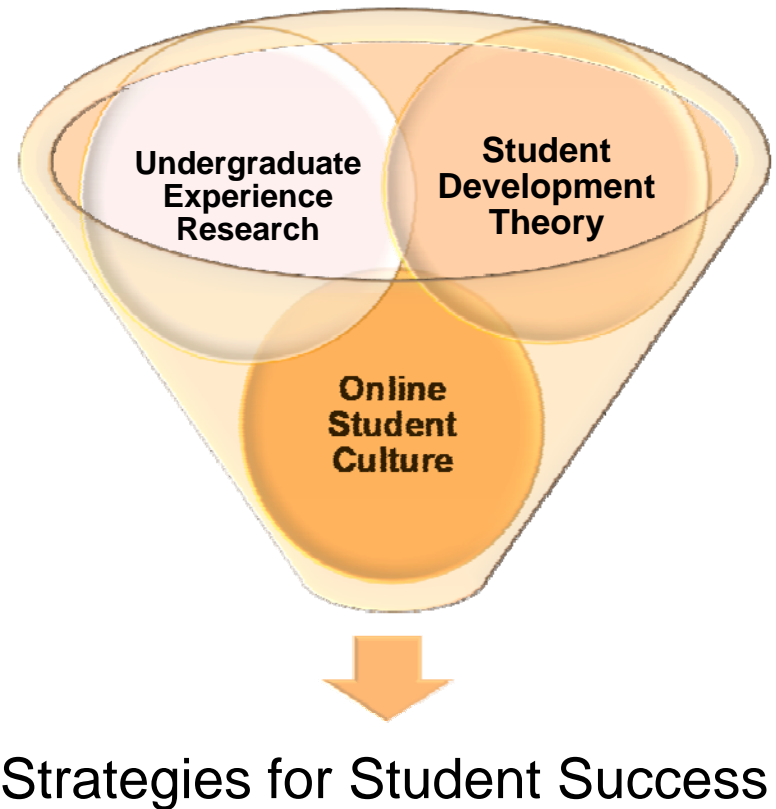 Undergraduate
Experience
Research
Student
Development
Theory
Online
Student
Culture
Strategies for Student Success